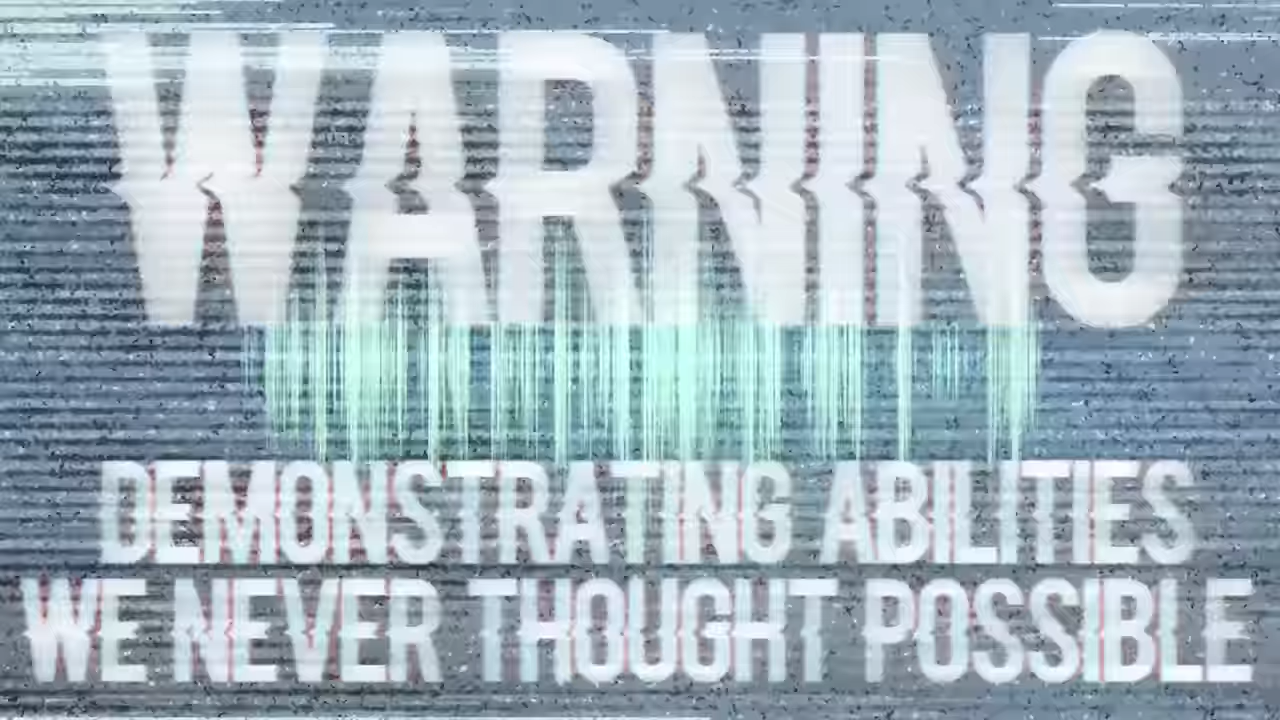 WARNING
DEMONSTRATING ABILITIES
WE NEVER THOUGHT POSSIBLE